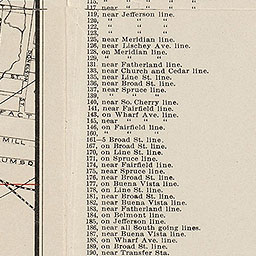 115, " " " "
117, near " " "
119, near Jefferson line.
120, " " "
122, " " "
123, " " "
125, near Meridian line.
126, near Lischey Ave. line.
128, on Meridian line.
129, " " "
131, near Fatherland line.
133, near Church and Cedar line.
135, near Line St. line.
136, near Broad St. line.
137, near Spruce line.
139, " " "
140, near So. Cherry line.
141, near Fairfield line.
143, on Wharf Ave. line.
145, near " " "
146, on Fairfield line.
160, " " "
161—5 Broad St. line.
167, on Broad St. line.
170, on Line St. line.
171, on Spruce line.
174, near Fairfield line.
175, near Spruce line.
176, near Broad St. line.
177, on Buena Vista line.
178, on Line St. line.
181, near Broad St. line.
182, near Buena Vista line.
183, near Fatherland line.
184, on Belmont line.
185, on Jefferson line.
186, near all South going lines.
187, near Buena Vista line.
188, on Wharf Ave. line.
189, on Broad St. line.
190, near Transfer Sta.
FACT
MILL
LUMBO